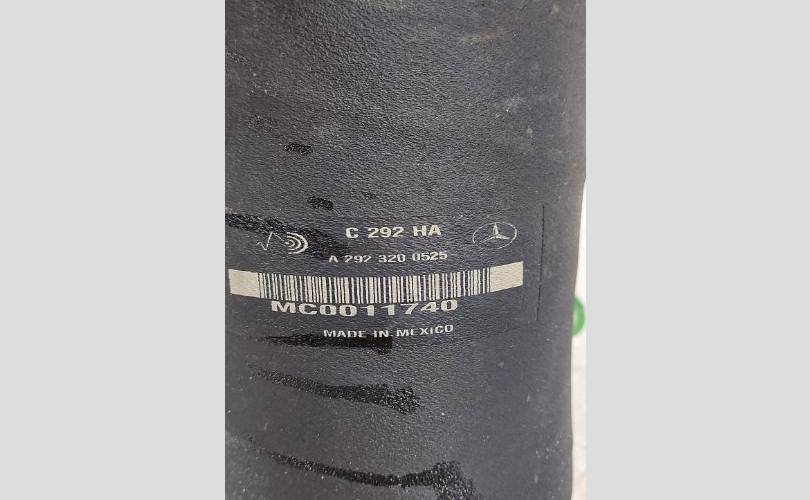 C 292 HA
A 292 320 0525
MC0011740
MADE IN MEXICO